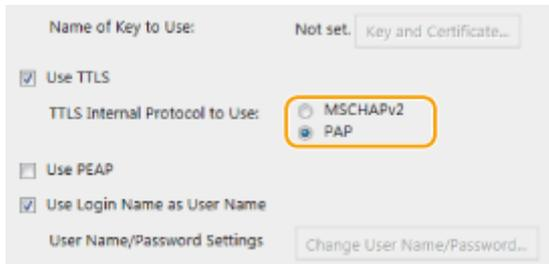 Name of Key to Use: Not set. Key and Certificate...
Use TTLS
TTLS Internal Protocol to Use: MSCHAPv2
PAP
Use PEAP
Use Login Name as User Name
User Name/Password Settings Change User Name/Password...